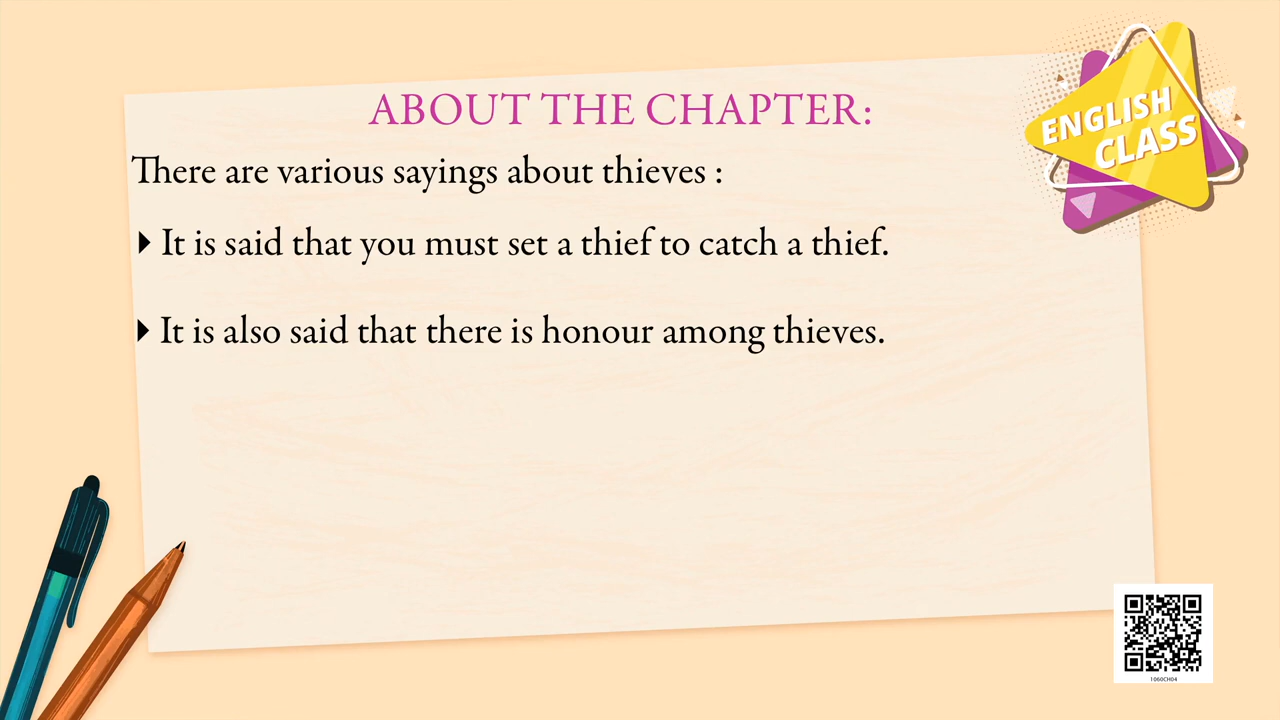 ABOUT THE CHAPTER:
ENGLISH
CLASS
There are various sayings about thieves :
It is said that you must set a thief to catch a thief.
It is also said that there is honour among thieves.
1060CH04